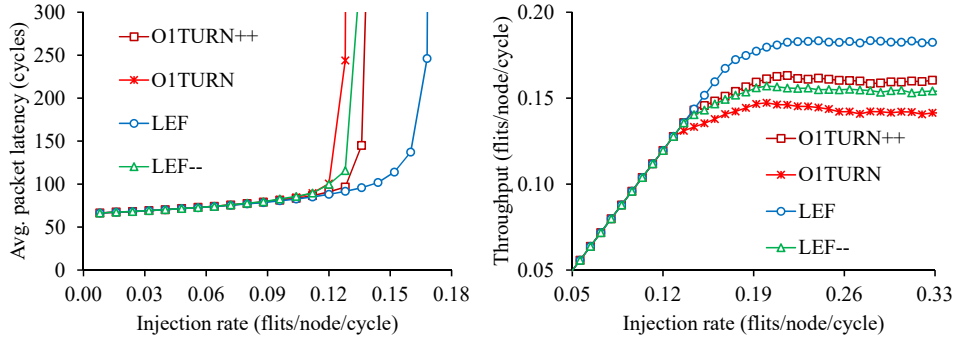 Avg. packet latency (cycles)
300
250
200
150
100
50
0
O1TURN++
O1TURN
LEF
LEF--
0.00 0.03 0.06 0.09 0.12 0.15 0.18
Injection rate (flits/node/cycle)
Throughput (flits/node/cycle)
0.20
0.15
0.10
0.05
O1TURN++
O1TURN
LEF
LEF--
0.05 0.12 0.19 0.26 0.33
Injection rate (flits/node/cycle)